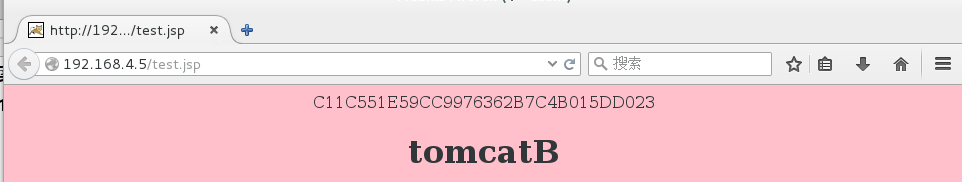 http://192.../test.jsp
192.168.4.5/test.jsp
搜索
C11C551E59CC9976362B7C4B015DD023
tomcatB